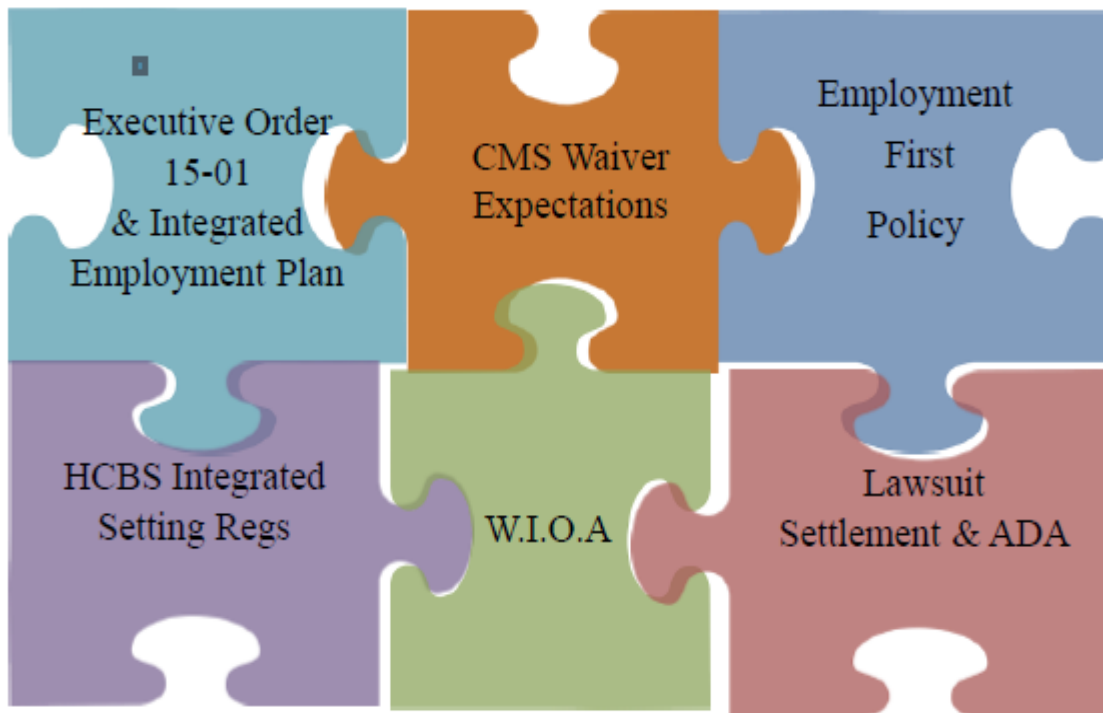 Executive Order
15-01
& Integrated
Employment Plan
CMS Waiver
Expectations
Employment
First
Policy
HCBS Integrated
Setting Regs
W.I.O.A
Lawsuit
Settlement & ADA